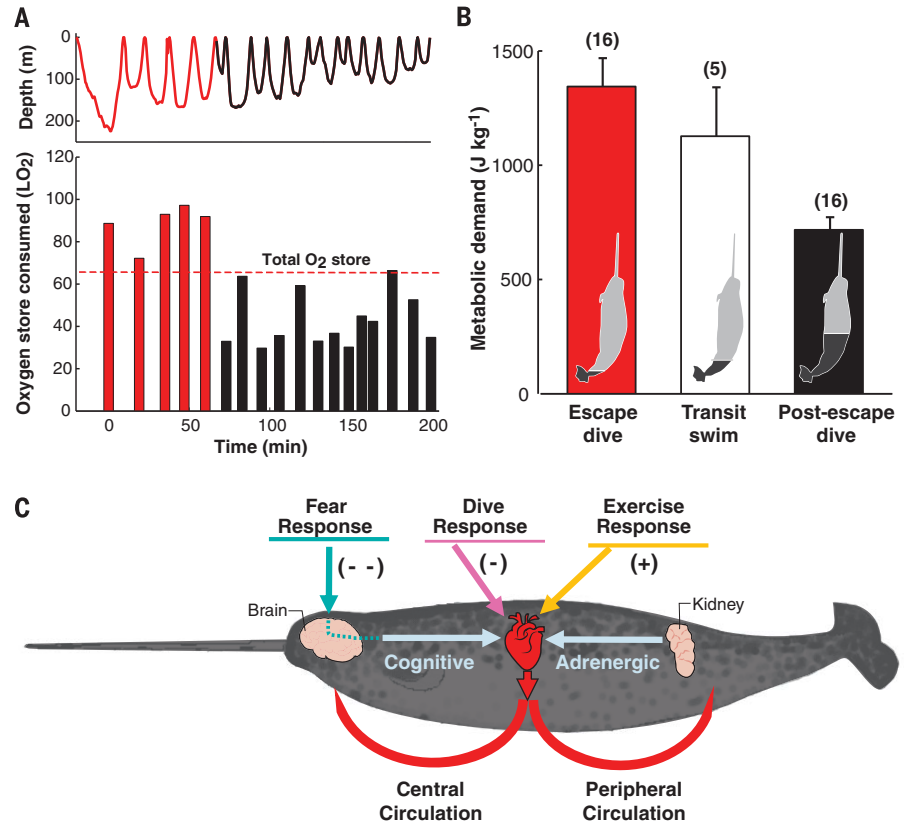 A
Depth (m)
0
100
200
Oxygen store consumed (LO2)
120
100
80
60
40
20
0
Total O2 store
0
50
100
150
200
Time (min)
B
Metabolic demand (J kg-1)
1500
1000
500
0
(16)
(5)
(16)
Escape
dive
Transit
swim
Post-escape
dive
C
Fear
Response
(- -)
Dive
Response
(-)
Exercise
Response
(+)
Brain
Kidney
Cognitive
Adrenergic
Central
Circulation
Peripheral
Circulation